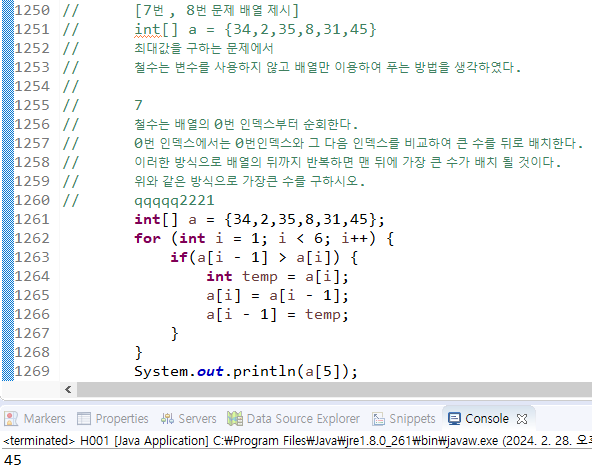 1250 //        [7번 , 8번 문제 배열 제시]
1251 //        int[] a = {34,2,35,8,31,45}
1252 //        최대값을 구하는 문제에서
1253 //        철수는 변수를 사용하지 않고 배열만 이용하여 푸는 방법을 생각하였다.
1254 //
1255 //        7
1256 //        철수는 배열의 0번 인덱스부터 순회한다.
1257 //        0번 인덱스에서는 0번인덱스와 그 다음 인덱스를 비교하여 큰 수를 뒤로 배치한다.
1258 //        이러한 방식으로 배열의 뒤까지 반복하면 맨 뒤에 가장 큰 수가 배치 될 것이다.
1259 //        위와 같은 방식으로 가장큰 수를 구하시오.
1260 //        qqqqq2221
1261        int[] a = {34,2,35,8,31,45};
1262        for (int i = 1; i < 6; i++) {
1263            if(a[i - 1] > a[i]) {
1264                int temp = a[i];
1265                a[i] = a[i - 1];
1266                a[i - 1] = temp;
1267            }
1268        }
1269        System.out.println(a[5]);
Markers Properties Servers Data Source Explorer Snippets Console
<terminated> H001 [Java Application] C:₩Program Files₩Java₩jre1.8.0_261₩bin₩javaw.exe (2024. 2. 28.
45